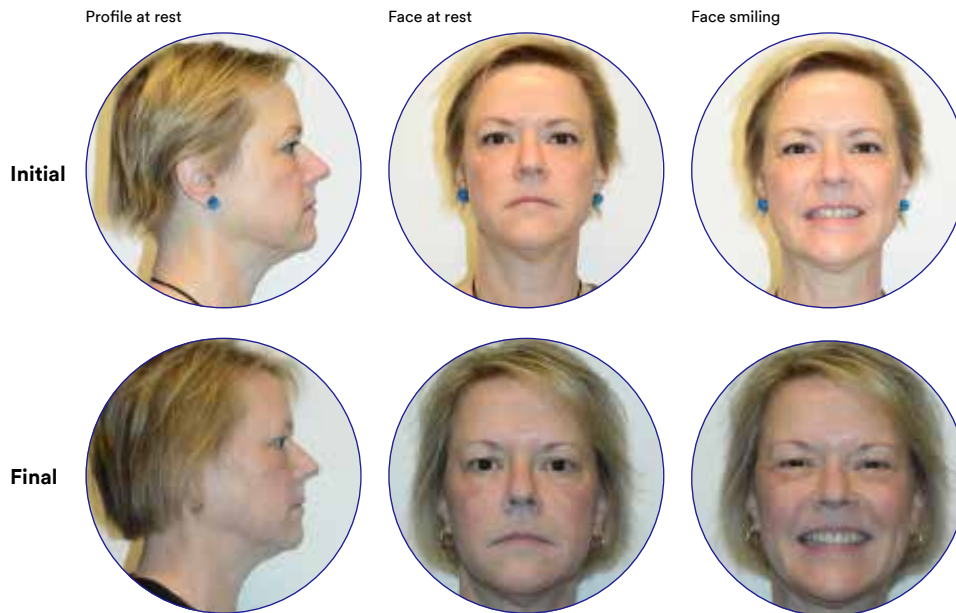 Profile at rest
Face at rest
Face smiling
Initial
Final